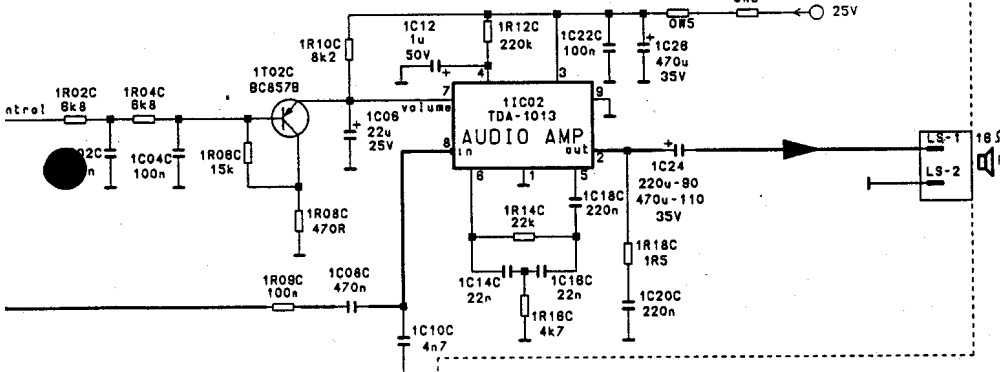 1C12
1u
50V
1R12C
220k
1C22C
100n
1C26
470u
35V
0W5
25V
1R10C
8k2
1T02C
BC857B
1R02C
6k8
1R04C
6k8
ntrol
1C04C
100n
1R06C
15k
1R08C
470R
1C06
22u
25V
4
3
7
volume
1IC02
TDA-1013
AUDIO AMP
9
8
in
out
2
6
1
5
1C24
220u-90
470u-110
35V
LS-1
LS-2
16Ω
1C18C
220n
1R14C
22k
1C14C
22n
1C16C
22n
1R16C
4k7
1R18C
1R5
1C20C
220n
1R09C
100n
1C08C
470n
1C10C
4n7